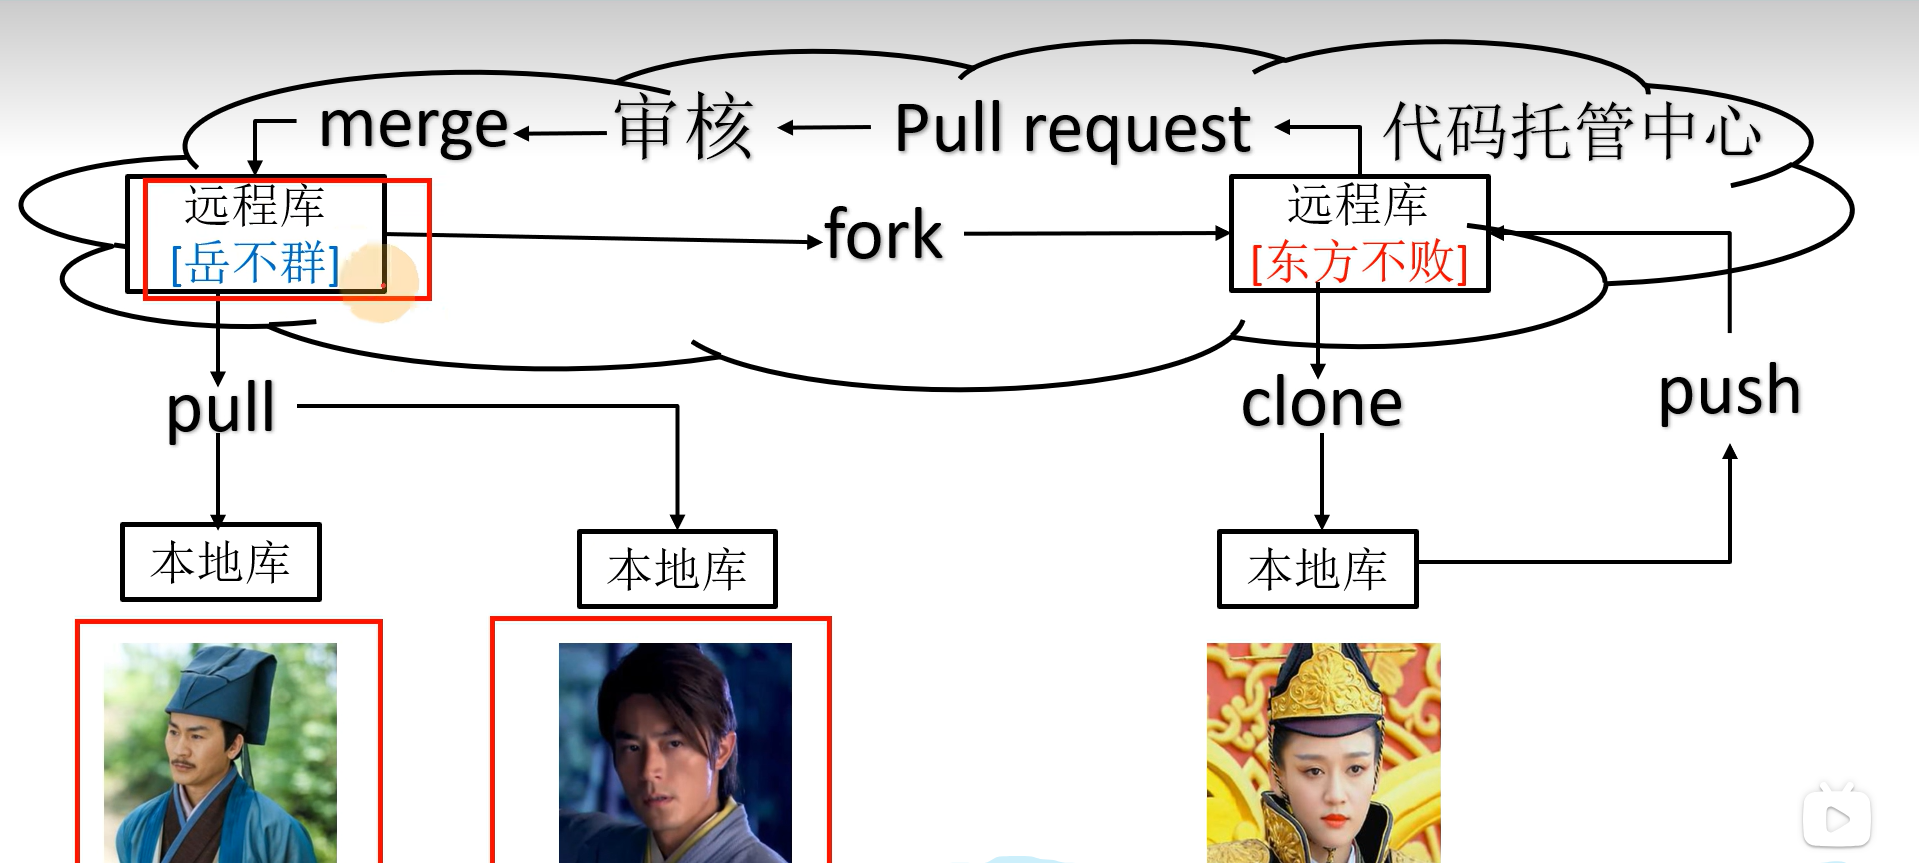 merge
审核
Pull request
代码托管中心
远程库
[岳不群]
fork
远程库
[东方不败]
pull
clone
push
本地库
本地库
本地库